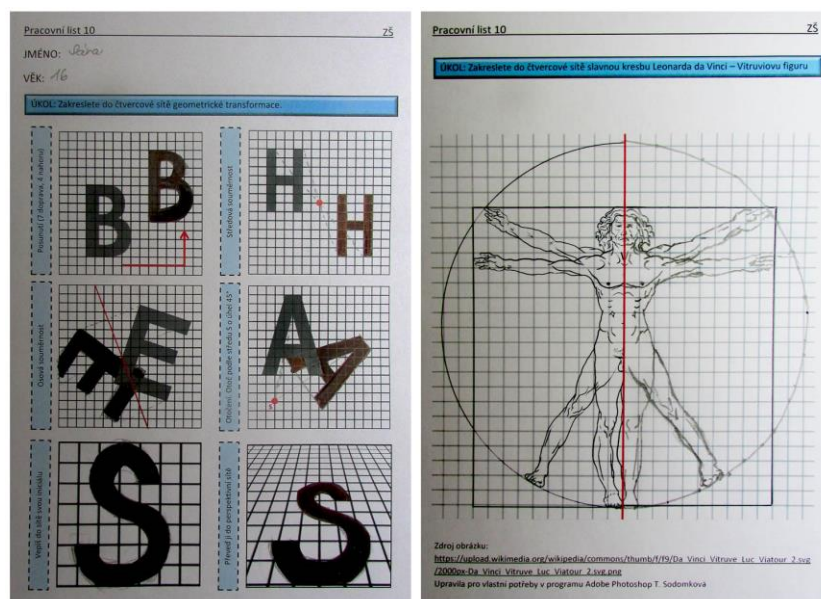 Pracovní list 10 ZŠ
JMÉNO:
VĚK: 16
ÚKOL: Zakreslete do čtvercové sítě geometrické transformace.
Posunutí (7 doprava, 4 nahoru)
B
B
Středová souměrnost
H
H
Osová souměrnost
E
E
Otočení. Otoč podle středu S o úhel 45°
A
A
S
Vepiš do sítě svou iniciálu
S
Převeď ji do perspektivní sítě
S
Pracovní list 10 ZŠ
ÚKOL: Zakreslete do čtvercové sítě slavnou kresbu Leonarda da Vinci – Vitruviovu figuru
Zdroj obrázku:
https://upload.wikimedia.org/wikipedia/commons/thumb/f/f9/Da_Vinci_Vitruve_Luc_Viatour_2.svg
/2000px-Da_Vinci_Vitruve_Luc_Viatour_2.svg.png
Upravila pro vlastní potřeby v programu Adobe Photoshop T. Sodomková